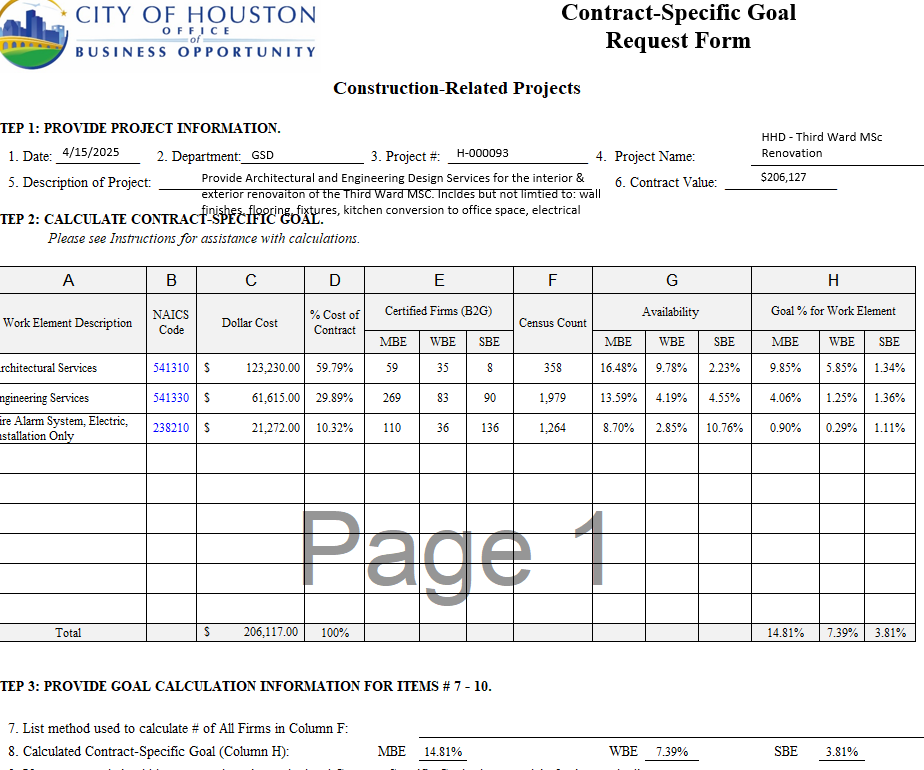 CITY OF HOUSTON
OFFICE
of
BUSINESS OPPORTUNITY
Contract-Specific Goal
Request Form
Construction-Related Projects
TEP 1: PROVIDE PROJECT INFORMATION.
1. Date: 4/15/2025 2. Department: GSD 3. Project #: H-000093 4. Project Name: HHD - Third Ward MSc
Renovation
5. Description of Project: Provide Architectural and Engineering Design Services for the interior & 6. Contract Value: $206,127
exterior renovaiton of the Third Ward MSC. Incldes but not limtied to: wall
finishes, flooring, fixtures, kitchen conversion to office space, electrical
TEP 2: CALCULATE CONTRACT-SPECIFIC GOAL.
Please see Instructions for assistance with calculations.
A B C D E F G H
Work Element Description NAICS Code Dollar Cost % Cost of Contract Certified Firms (B2G) Census Count Availability Goal % for Work Element
MBE WBE SBE MBE WBE SBE MBE WBE SBE
rchitectural Services 541310 $ 123,230.00 59.79% 59 35 8 358 16.48% 9.78% 2.23% 9.85% 5.85% 1.34%
ngineering Services 541330 $ 61,615.00 29.89% 269 83 90 1,979 13.59% 4.19% 4.55% 4.06% 1.25% 1.36%
ire Alarm System, Electric,
nstallation Only 238210 $ 21,272.00 10.32% 110 36 136 1,264 8.70% 2.85% 10.76% 0.90% 0.29% 1.11%
Page 1
Total $ 206,117.00 100% 14.81% 7.39% 3.81%
TEP 3: PROVIDE GOAL CALCULATION INFORMATION FOR ITEMS # 7 - 10.
7. List method used to calculate # of All Firms in Column F:
8. Calculated Contract-Specific Goal (Column H): MBE 14.81% WBE 7.39% SBE 3.81%